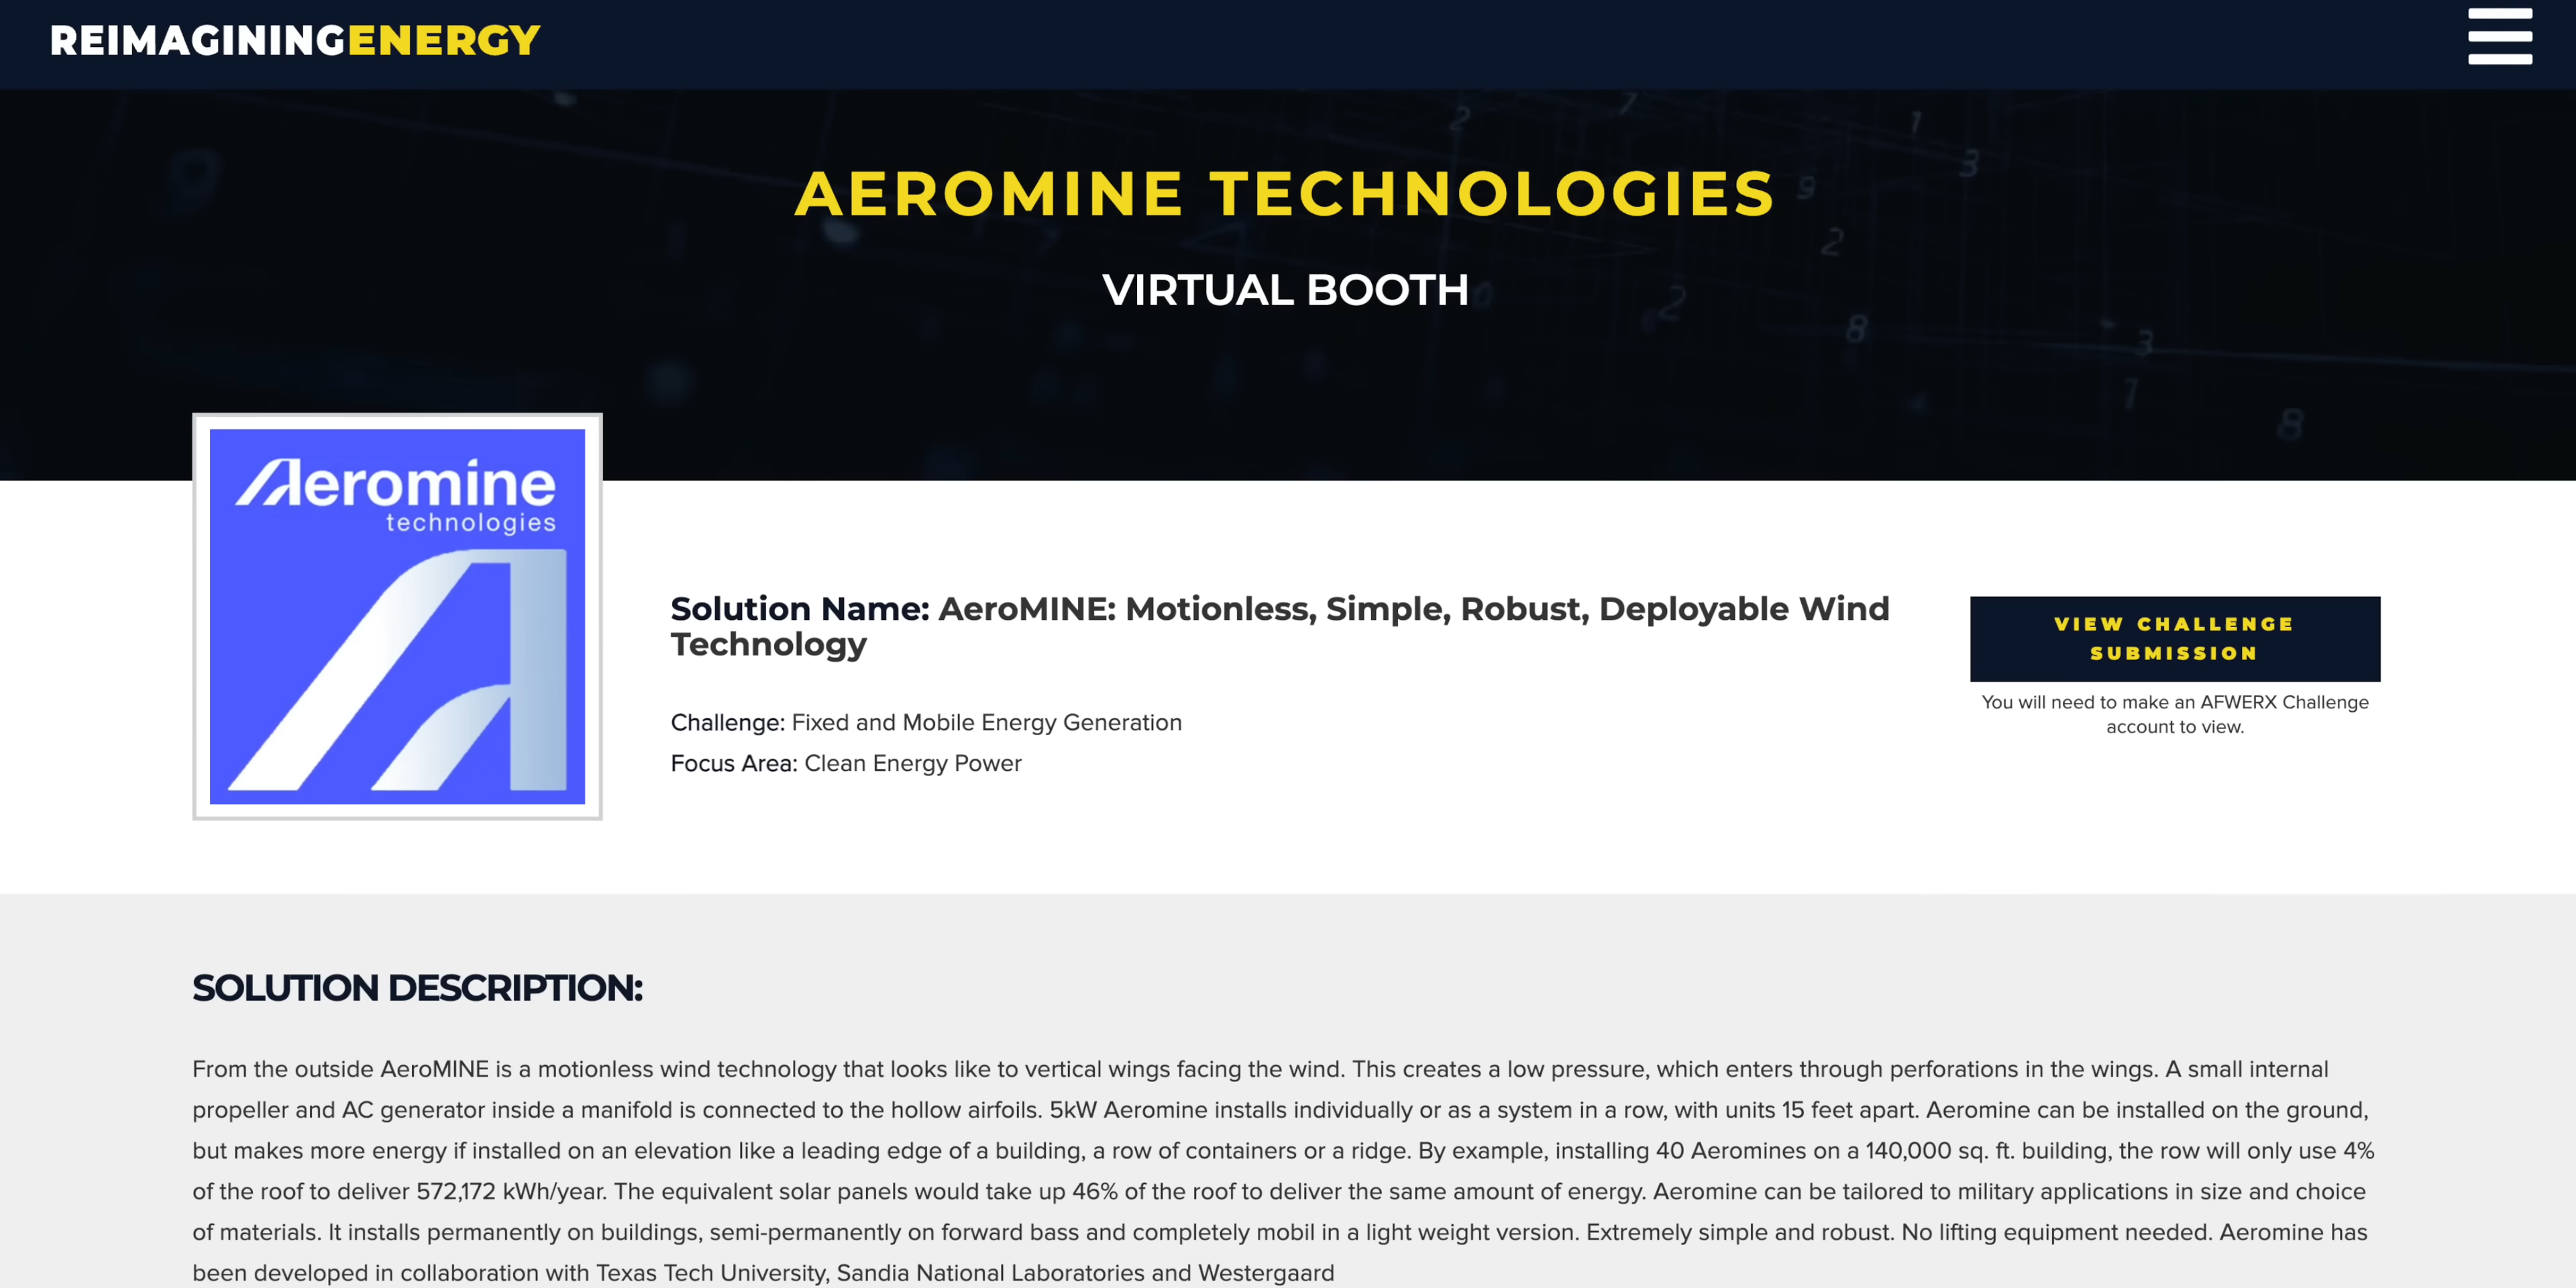 REIMAGININGENERGY
AEROMINE TECHNOLOGIES
VIRTUAL BOOTH
Aeromine
technologies
Solution Name: AeroMINE: Motionless, Simple, Robust, Deployable Wind
Technology
Challenge: Fixed and Mobile Energy Generation
Focus Area: Clean Energy Power
VIEW CHALLENGE
SUBMISSION
You will need to make an AFWERX Challenge
account to view.
SOLUTION DESCRIPTION:
From the outside AeroMINE is a motionless wind technology that looks like to vertical wings facing the wind. This creates a low pressure, which enters through perforations in the wings. A small internal
propeller and AC generator inside a manifold is connected to the hollow airfoils. 5kW Aeromine installs individually or as a system in a row, with units 15 feet apart. Aeromine can be installed on the ground,
but makes more energy if installed on an elevation like a leading edge of a building, a row of containers or a ridge. By example, installing 40 Aeromines on a 140,000 sq. ft. building, the row will only use 4%
of the roof to deliver 572,172 kWh/year. The equivalent solar panels would take up 46% of the roof to deliver the same amount of energy. Aeromine can be tailored to military applications in size and choice
of materials. It installs permanently on buildings, semi-permanently on forward bass and completely mobil in a light weight version. Extremely simple and robust. No lifting equipment needed. Aeromine has
been developed in collaboration with Texas Tech University, Sandia National Laboratories and Westergaard